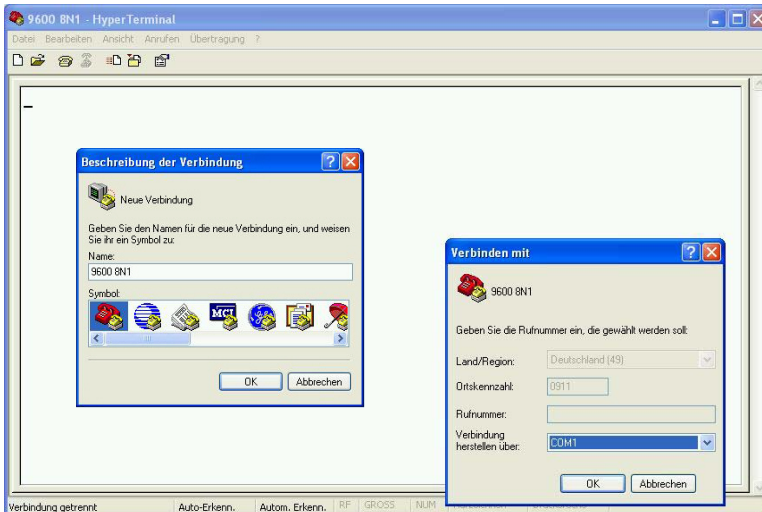 9600 8N1 - HyperTerminal
Datei Bearbeiten Ansicht Anrufen Übertragung ?
Beschreibung der Verbindung
Neue Verbindung
Geben Sie den Namen für die neue Verbindung ein, und weisen
Sie ihr ein Symbol zu:
Name:
9600 8N1
Symbol:
MCI
OK Abbrechen
Verbinden mit
9600 8N1
Geben Sie die Rufnummer ein, die gewählt werden soll:
Land/Region: Deutschland (49)
Ortskennzahl: 0911
Rufnummer:
Verbindung
herstellen über: COM1
OK Abbrechen
Verbindung getrennt Auto-Erkenn. Autom. Erkenn. RF GROSS NUM